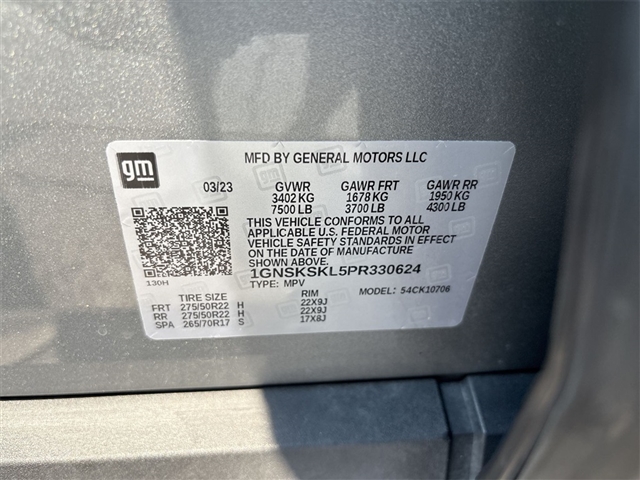 gm
MFD BY GENERAL MOTORS LLC
03/23 GVWR GAWR FRT GAWR RR
3402 KG 1678 KG 1950 KG
7500 LB 3700 LB 4300 LB
THIS VEHICLE CONFORMS TO ALL
APPLICABLE U.S. FEDERAL MOTOR
VEHICLE SAFETY STANDARDS IN EFFECT
ON THE DATE OF MANUFACTURE
SHOWN ABOVE.
1GNSKSKL5PR330624
130H
TYPE: MPV MODEL: 54CK10706
TIRE SIZE RIM
FRT 275/50R22 H 22X9J
RR 275/50R22 H 22X9J
SPA 265/70R17 S 17X8J